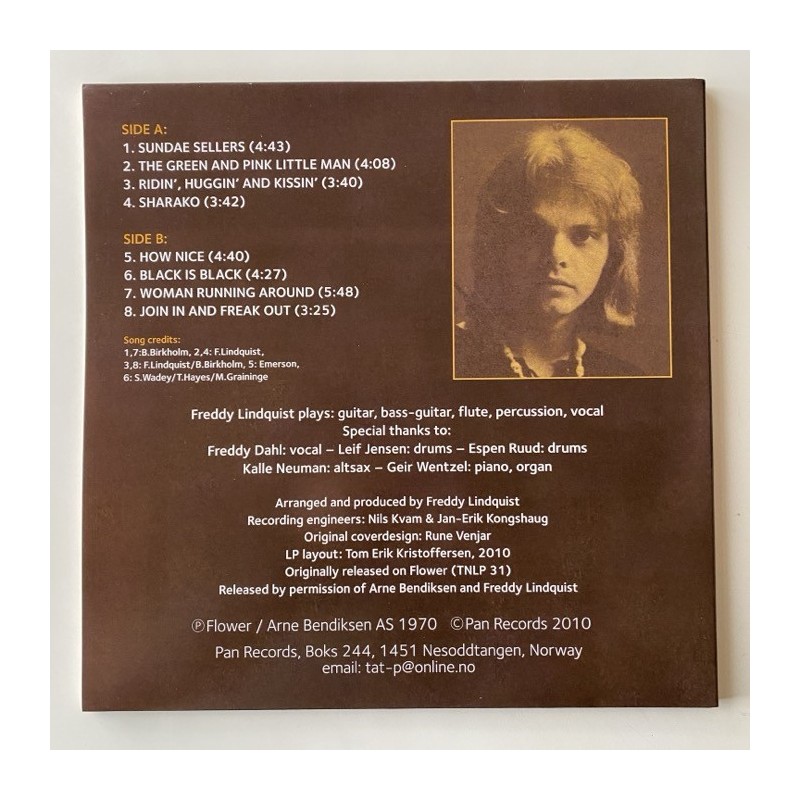 SIDE A:
1. SUNDAE SELLERS (4:43)
2. THE GREEN AND PINK LITTLE MAN (4:08)
3. RIDIN’, HUGGIN’ AND KISSIN’ (3:40)
4. SHARAKO (3:42)
SIDE B:
5. HOW NICE (4:40)
6. BLACK IS BLACK (4:27)
7. WOMAN RUNNING AROUND (5:48)
8. JOIN IN AND FREAK OUT (3:25)
Song credits:
1,7:B.Birkholm, 2,4: F.Lindquist,
3,8: F.Lindquist/B.Birkholm, 5: Emerson,
6: S.Wadey/T.Hayes/M.Graininge
Freddy Lindquist plays: guitar, bass-guitar, flute, percussion, vocal
Special thanks to:
Freddy Dahl: vocal – Leif Jensen: drums – Espen Ruud: drums
Kalle Neuman: altsax – Geir Wentzel: piano, organ
Arranged and produced by Freddy Lindquist
Recording engineers: Nils Kvam & Jan-Erik Kongshaug
Original coverdesign: Rune Venjar
LP layout: Tom Erik Kristoffersen, 2010
Originally released on Flower (TNLP 31)
Released by permission of Arne Bendiksen and Freddy Lindquist
℗Flower / Arne Bendiksen AS 1970 ©Pan Records 2010
Pan Records, Boks 244, 1451 Nesoddtangen, Norway
email: tat-p@online.no